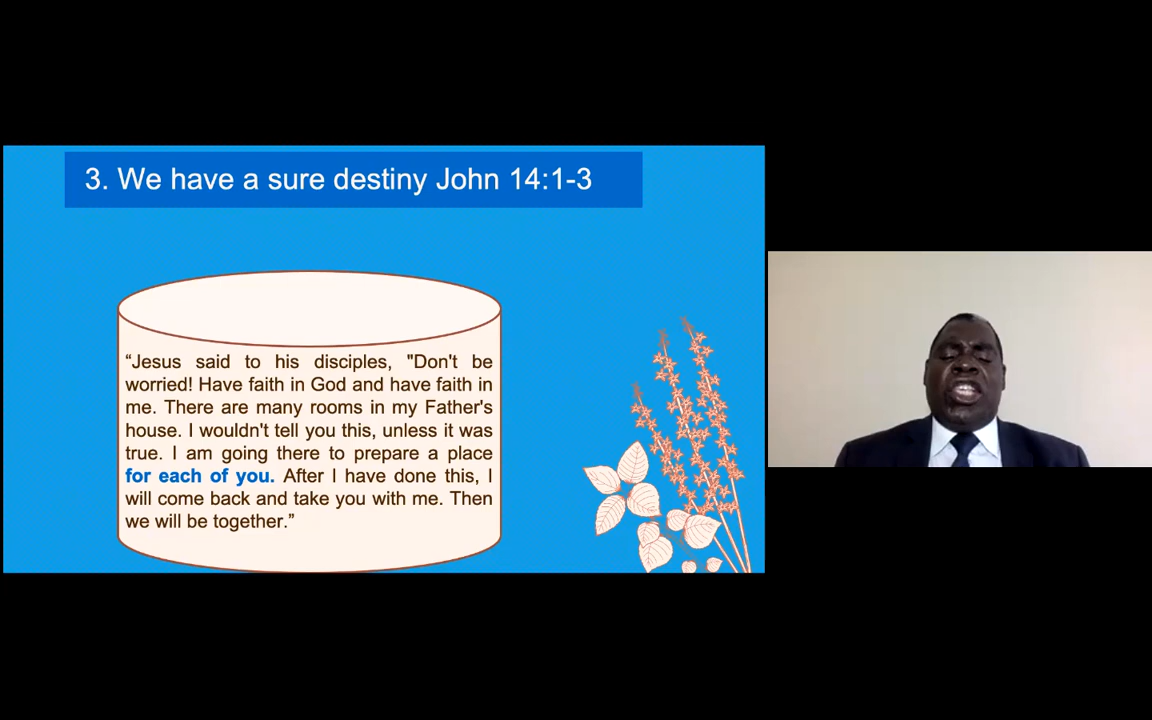 3. We have a sure destiny John 14:1-3
“Jesus said to his disciples, "Don't be
worried! Have faith in God and have faith in
me. There are many rooms in my Father's
house. I wouldn't tell you this, unless it was
true. I am going there to prepare a place
for each of you. After I have done this, I
will come back and take you with me. Then
we will be together.”